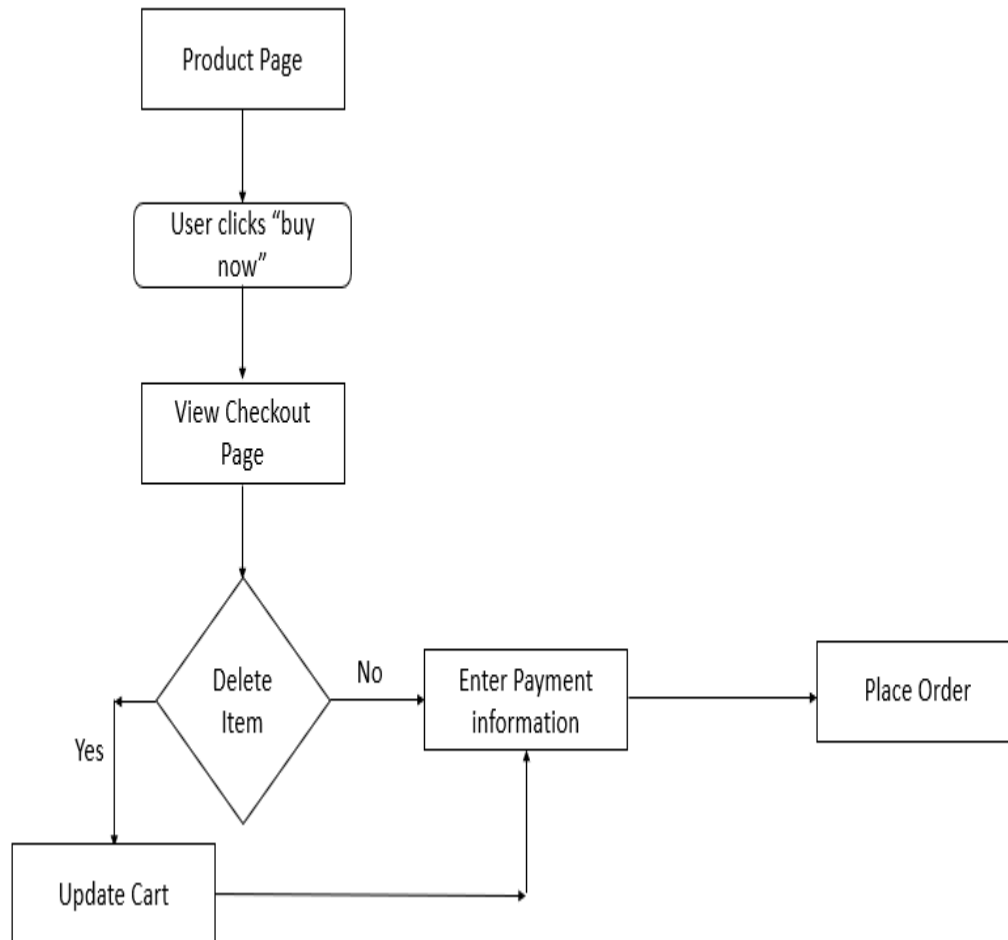 Product Page
User clicks “buy
now”
View Checkout
Page
Delete
Item
No
Enter Payment
information
Place Order
Yes
Update Cart